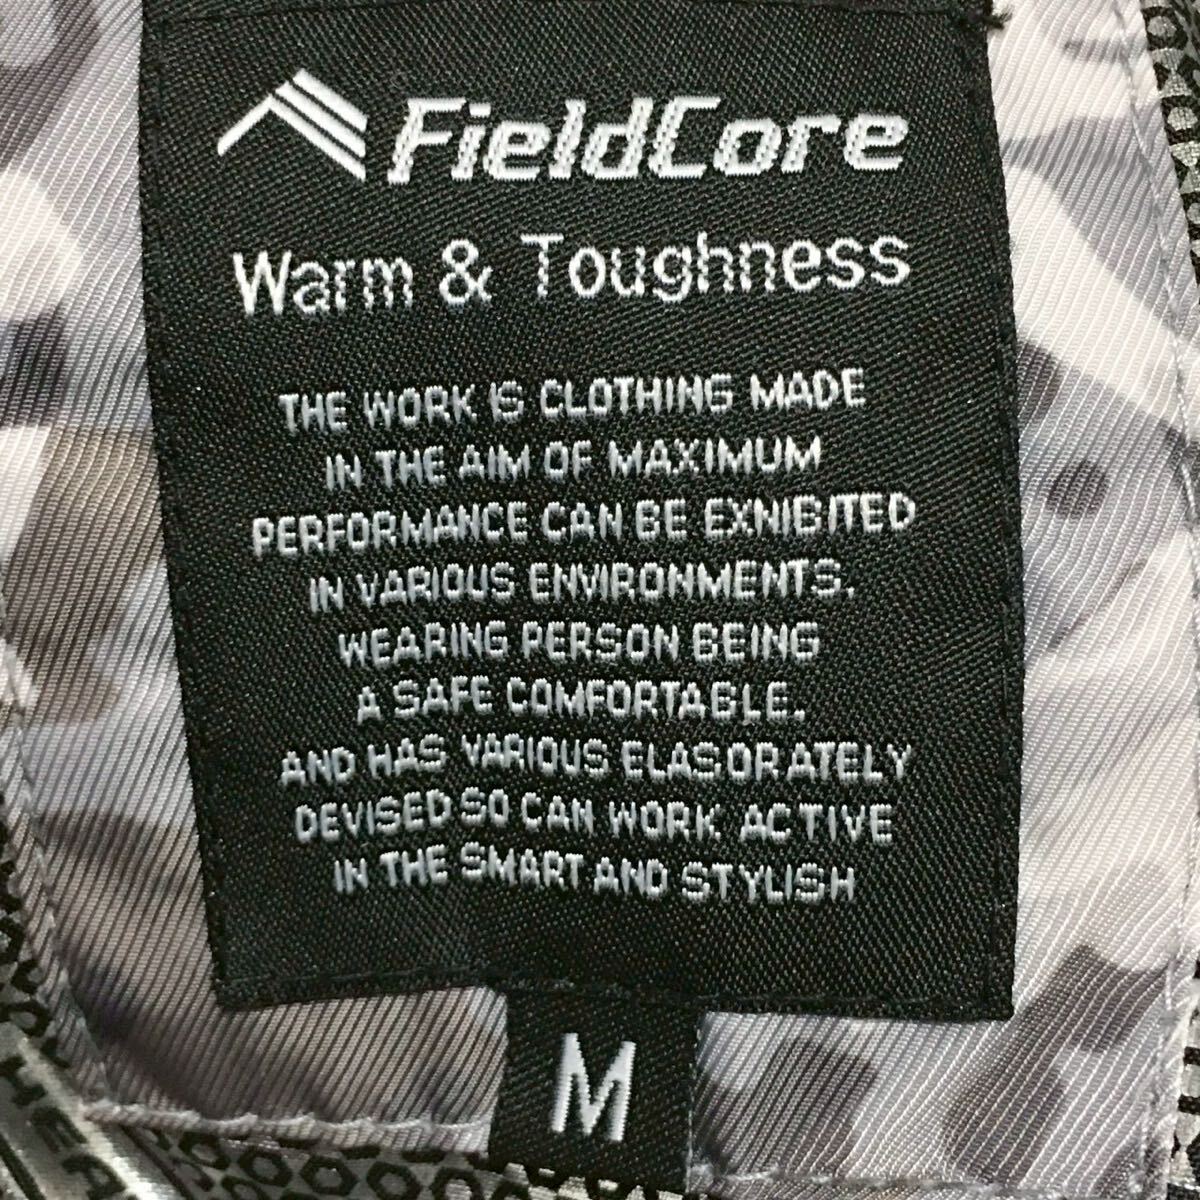 FieldCore
Warm & Toughness
THE WORK IS CLOTHING MADE
IN THE AIM OF MAXIMUM
PERFORMANCE CAN BE EXNIBITED
IN VARIOUS ENVIRONMENTS.
WEARING PERSON BEING
A SAFE COMFORTABLE.
AND HAS VARIOUS ELASORATELY
DEVISED SO CAN WORK ACTIVE
IN THE SMART AND STYLISH
M
HEA